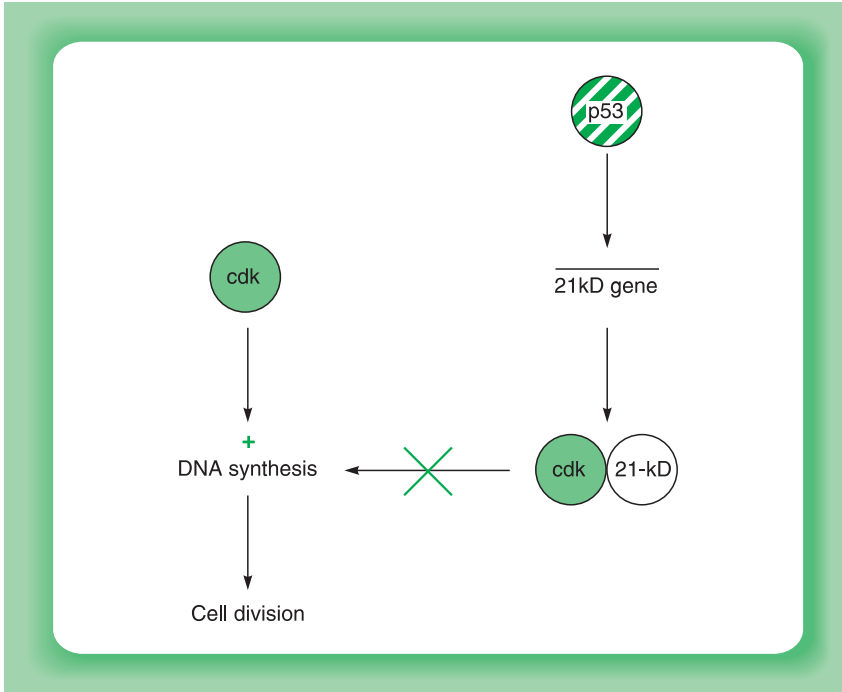 p53
cdk
21kD gene
+
DNA synthesis
cdk
21-kD
Cell division